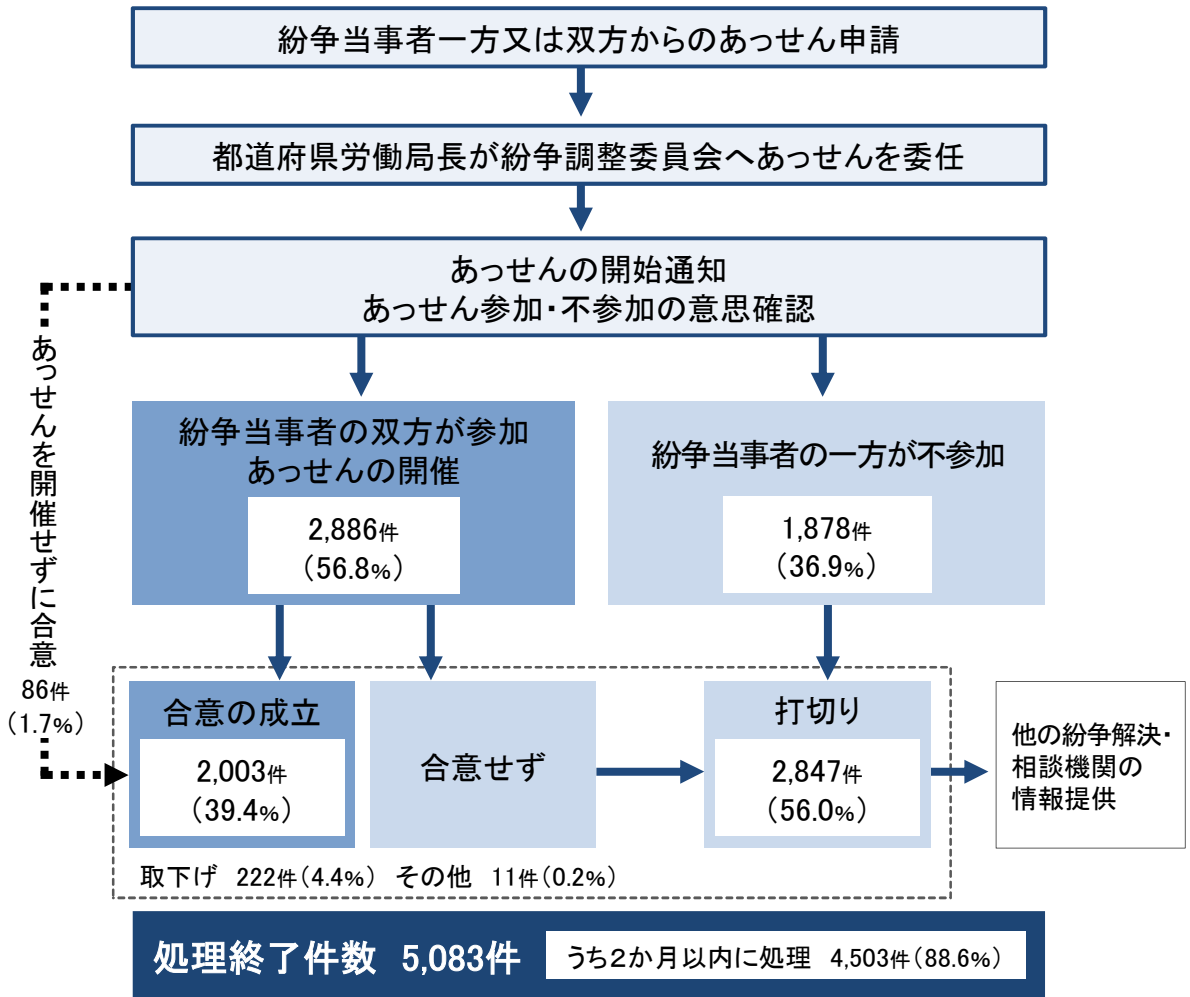 紛争当事者一方又は双方からのあっせん申請
都道府県労働局長が紛争調整委員会へあっせんを委任
あっせんの開始通知
あっせん参加・不参加の意思確認
あっせんを開催せずに合意
86件
(1.7%)
紛争当事者の双方が参加
あっせんの開催
2,886件
(56.8%)
紛争当事者の一方が不参加
1,878件
(36.9%)
合意の成立
2,003件
(39.4%)
合意せず
打切り
2,847件
(56.0%)
他の紛争解決・
相談機関の
情報提供
取下げ 222件(4.4%) その他 11件(0.2%)
処理終了件数 5,083件 うち2か月以内に処理 4,503件(88.6%)